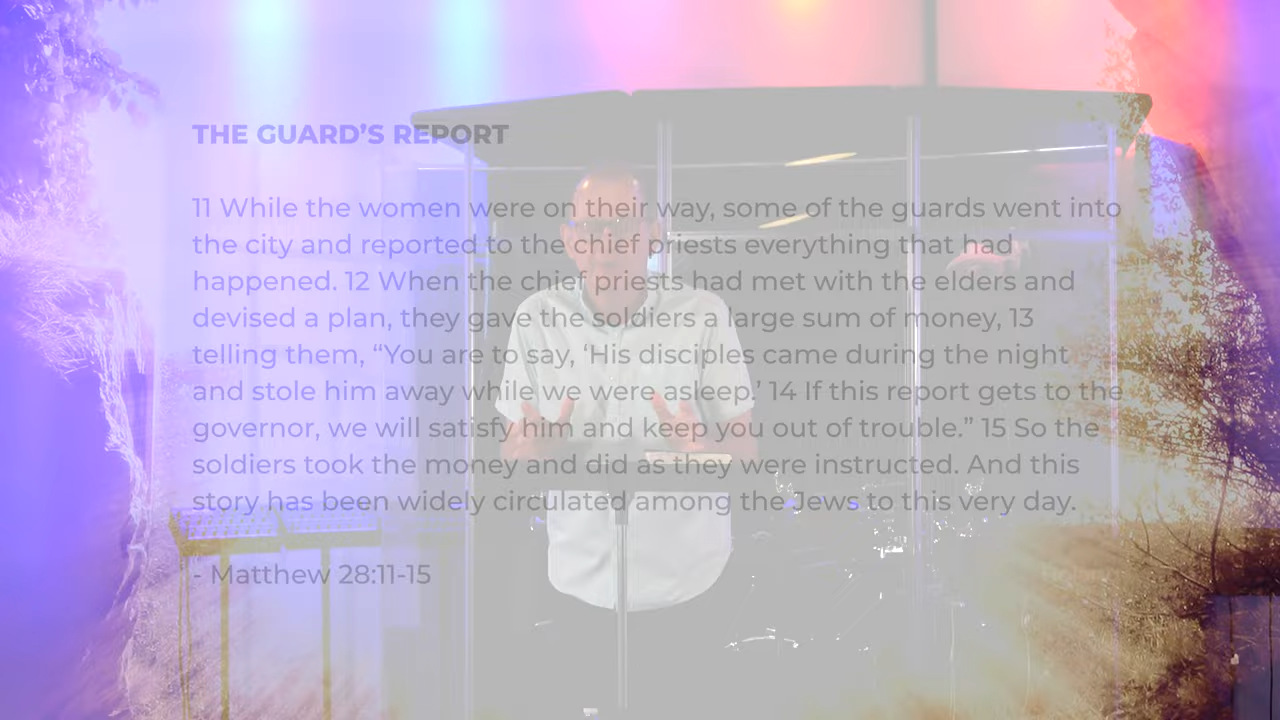 THE GUARD’S REPORT
11 While the women were on their way, some of the guards went into
the city and reported to the chief priests everything that had
happened. 12 When the chief priests had met with the elders and
devised a plan, they gave the soldiers a large sum of money, 13
telling them, “You are to say, ‘His disciples came during the night
and stole him away while we were asleep.’ 14 If this report gets to the
governor, we will satisfy him and keep you out of trouble.” 15 So the
soldiers took the money and did as they were instructed. And this
story has been widely circulated among the Jews to this very day.
- Matthew 28:11-15